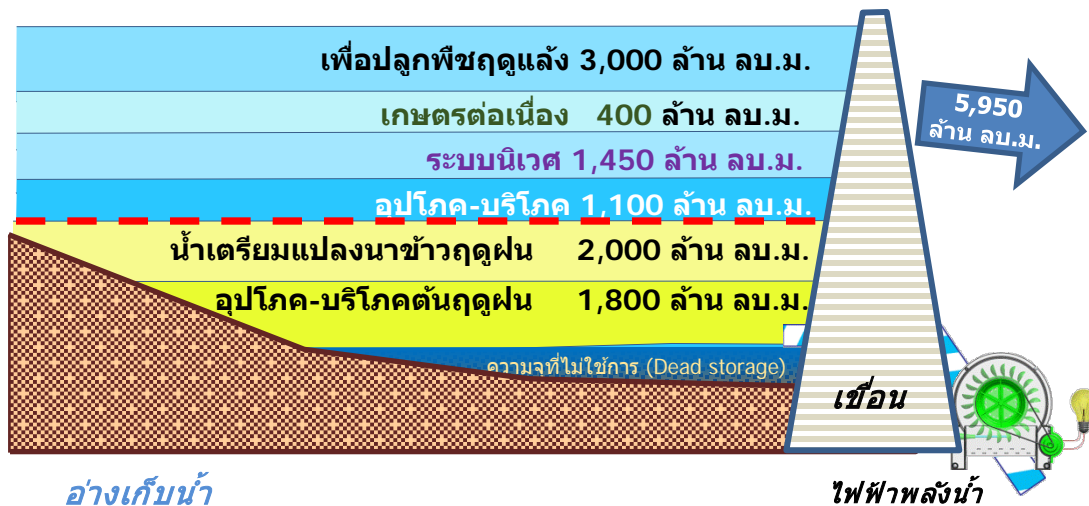 เพื่อปลูกพืชฤดูแล้ง 3,000 ล้าน ลบ.ม.
เกษตรต่อเนื่อง 400 ล้าน ลบ.ม.
5,950
ล้าน ลบ.ม.
ระบบนิเวศ 1,450 ล้าน ลบ.ม.
อุปโภค-บริโภค 1,100 ล้าน ลบ.ม.
น้ำเตรียมแปลงนาข้าวฤดูฝน 2,000 ล้าน ลบ.ม.
อุปโภค-บริโภคต้นฤดูฝน 1,800 ล้าน ลบ.ม.
ความจุที่ไม่ใช้การ (Dead storage)
เขื่อน
อ่างเก็บน้ำ
ไฟฟ้าพลังน้ำ